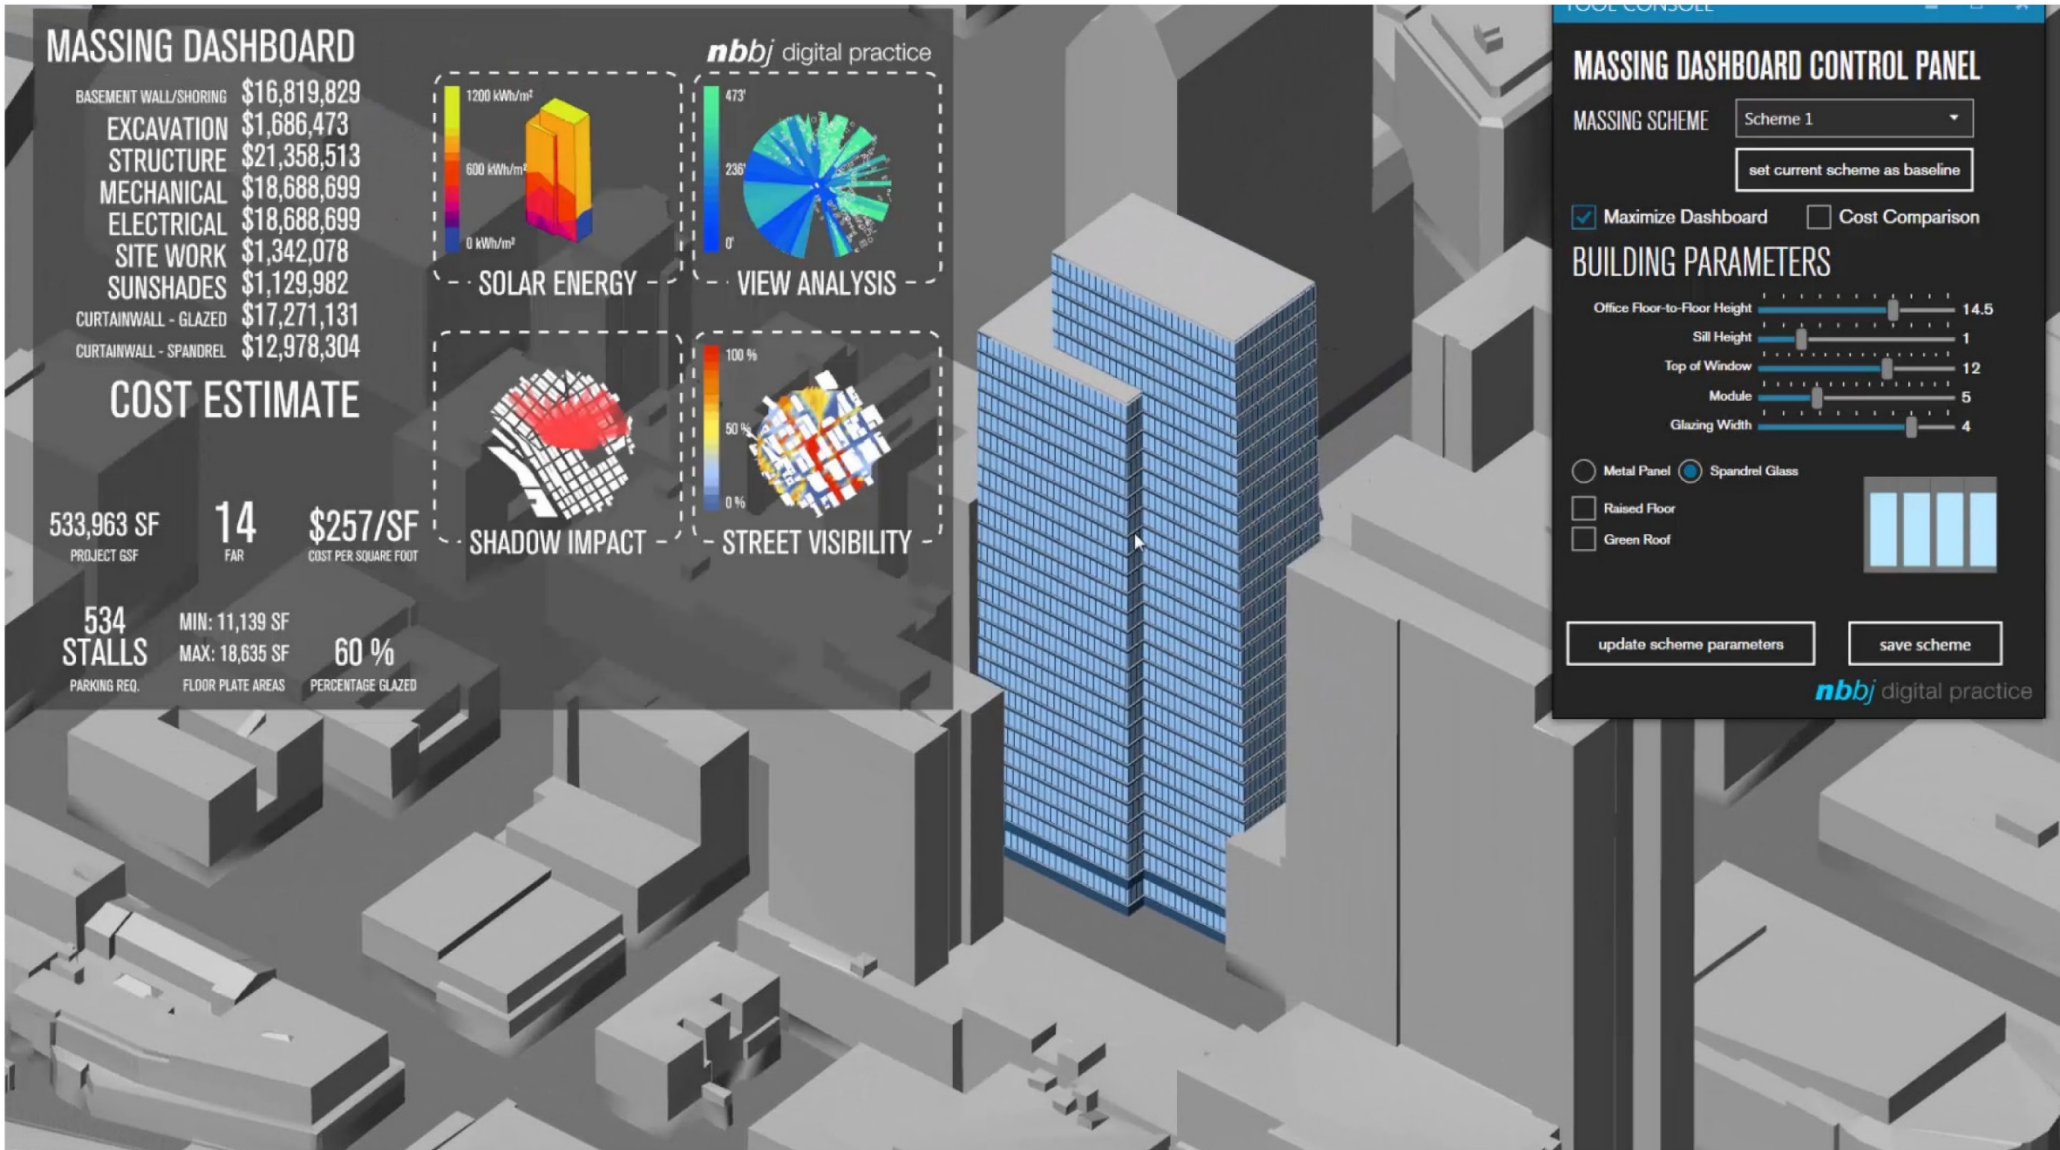 MASSING DASHBOARD
nbbj digital practice
BASEMENT WALL/SHORING $16,819,829
EXCAVATION $1,686,473
STRUCTURE $21,358,513
MECHANICAL $18,688,699
ELECTRICAL $18,688,699
SITE WORK $1,342,078
SUNSHADES $1,129,982
CURTAINWALL - GLAZED $17,271,131
CURTAINWALL - SPANDREL $12,978,304
COST ESTIMATE
533,963 SF
PROJECT GSF
14
FAR
$257/SF
COST PER SQUARE FOOT
534
STALLS
PARKING REQ.
MIN: 11,139 SF
MAX: 18,635 SF
FLOOR PLATE AREAS
60 %
PERCENTAGE GLAZED
1200 kWh/m²
600 kWh/m²
0 kWh/m²
SOLAR ENERGY
473'
236'
0'
VIEW ANALYSIS
SHADOW IMPACT
100 %
50 %
0 %
STREET VISIBILITY
TOOL CONSOLE
MASSING DASHBOARD CONTROL PANEL
MASSING SCHEME Scheme 1
set current scheme as baseline
Maximize Dashboard Cost Comparison
BUILDING PARAMETERS
Office Floor-to-Floor Height 14.5
Sill Height 1
Top of Window 12
Module 5
Glazing Width 4
Metal Panel Spandrel Glass
Raised Floor
Green Roof
update scheme parameters save scheme
nbbj digital practice